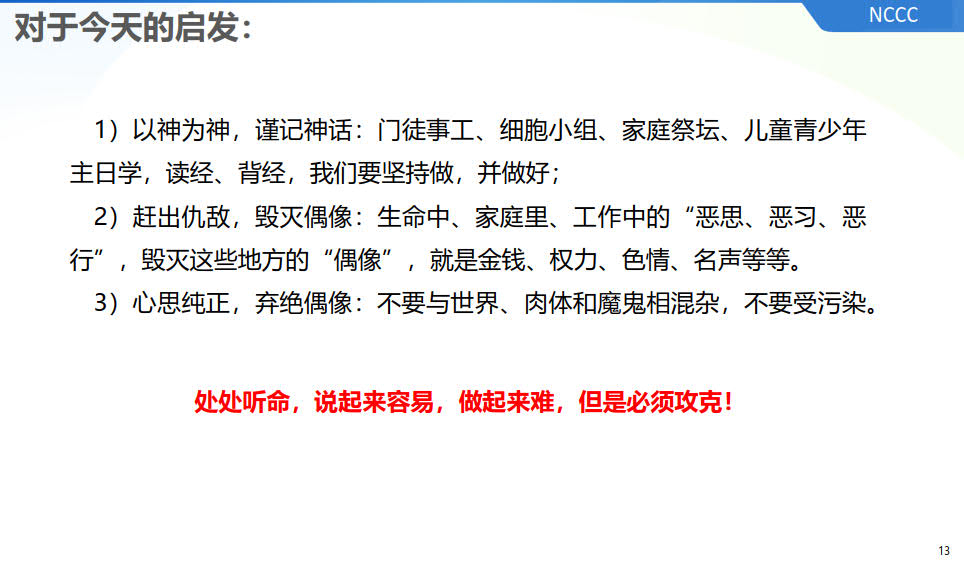 对于今天的启发：
NCCC
1）以神为神，谨记神话：门徒事工、细胞小组、家庭祭坛、儿童青少年
主日学，读经、背经，我们要坚持做，并做好；
2）赶出仇敌，毁灭偶像：生命中、家庭里、工作中的“恶思、恶习、恶
行”，毁灭这些地方的“偶像”，就是金钱、权力、色情、名声等等。
3）心思纯正，弃绝偶像：不要与世界、肉体和魔鬼相混杂，不要受污染。
处处听命，说起来容易，做起来难，但是必须攻克！
13